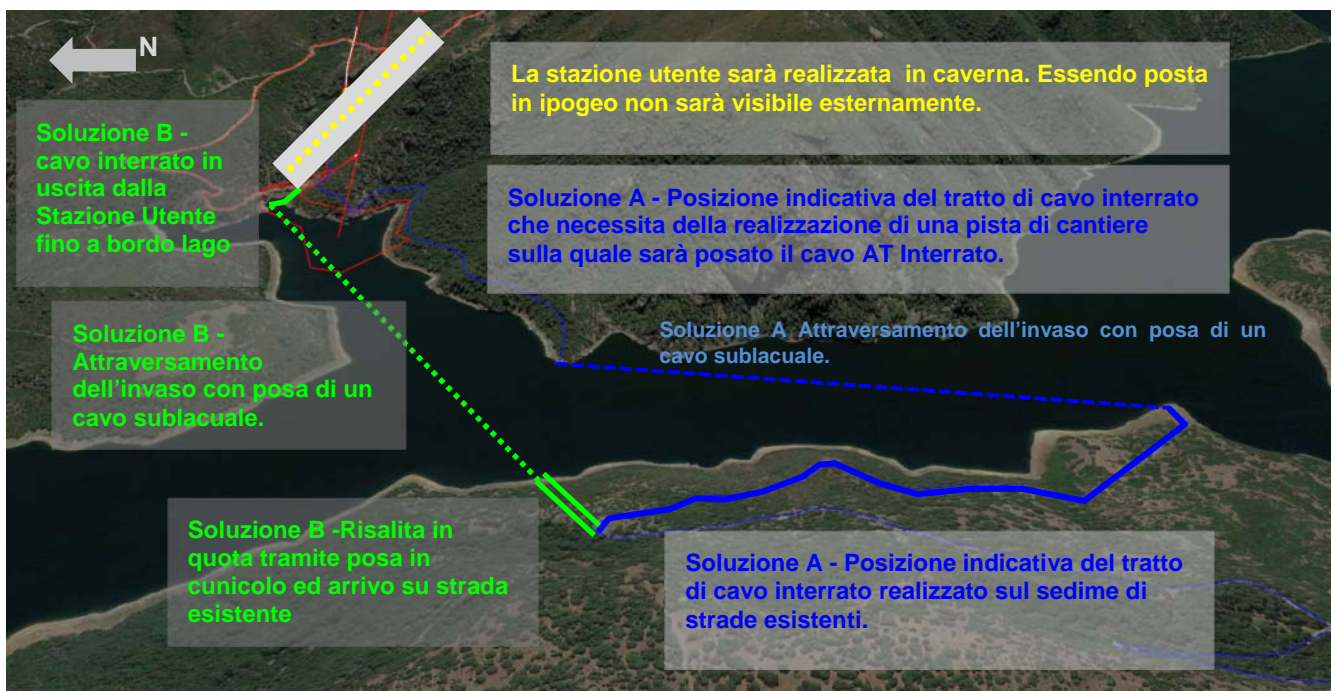 N
La stazione utente sarà realizzata in caverna. Essendo posta
in ipogeo non sarà visibile esternamente.
Soluzione B -
cavo interrato in
uscita dalla
Stazione Utente
fino a bordo lago
Soluzione A - Posizione indicativa del tratto di cavo interrato
che necessita della realizzazione di una pista di cantiere
sulla quale sarà posato il cavo AT Interrato.
Soluzione B -
Attraversamento
dell'invaso con posa di un
cavo sublacuale.
Soluzione A Attraversamento dell'invaso con posa di un
cavo sublacuale.
Soluzione B -Risalita in
quota tramite posa in
cunicolo ed arrivo su strada
esistente
Soluzione A - Posizione indicativa del tratto
di cavo interrato realizzato sul sedime di
strade esistenti.